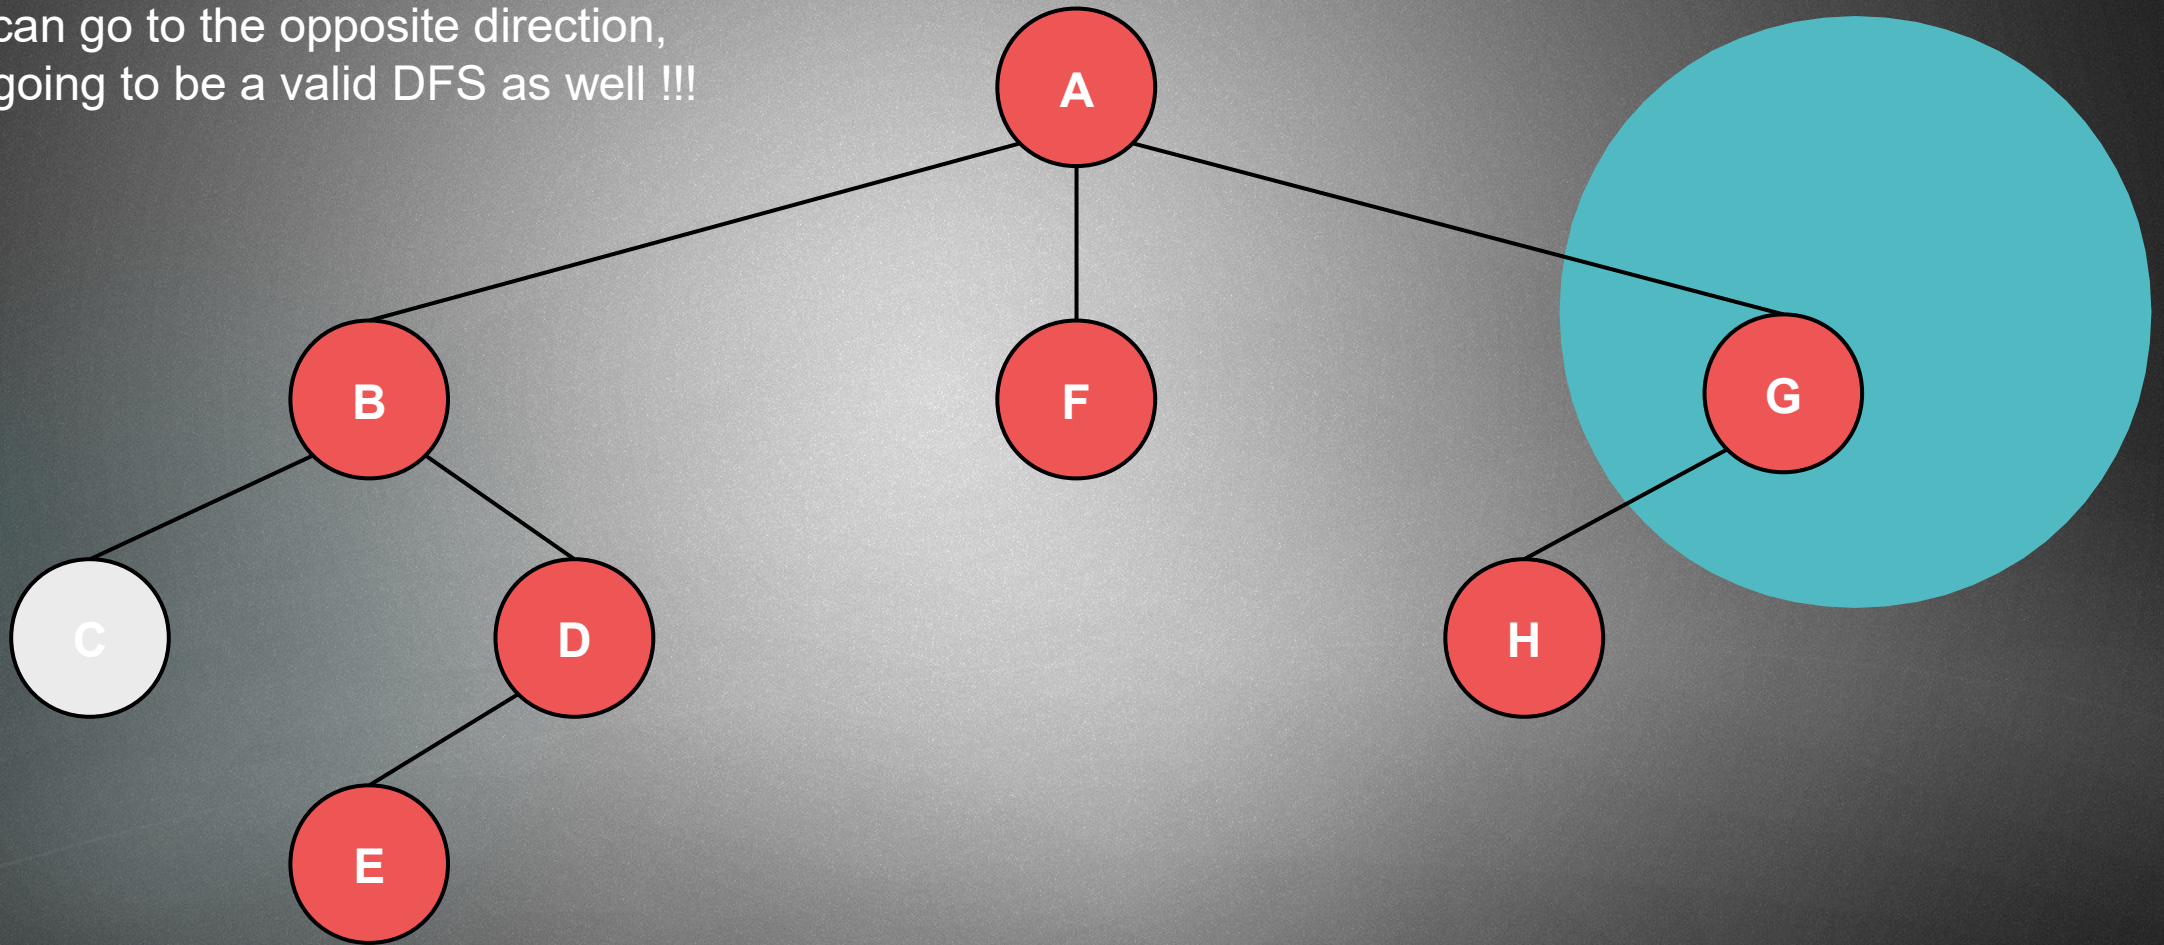 can go to the opposite direction,
going to be a valid DFS as well !!!
A
B
F
G
C
D
H
E